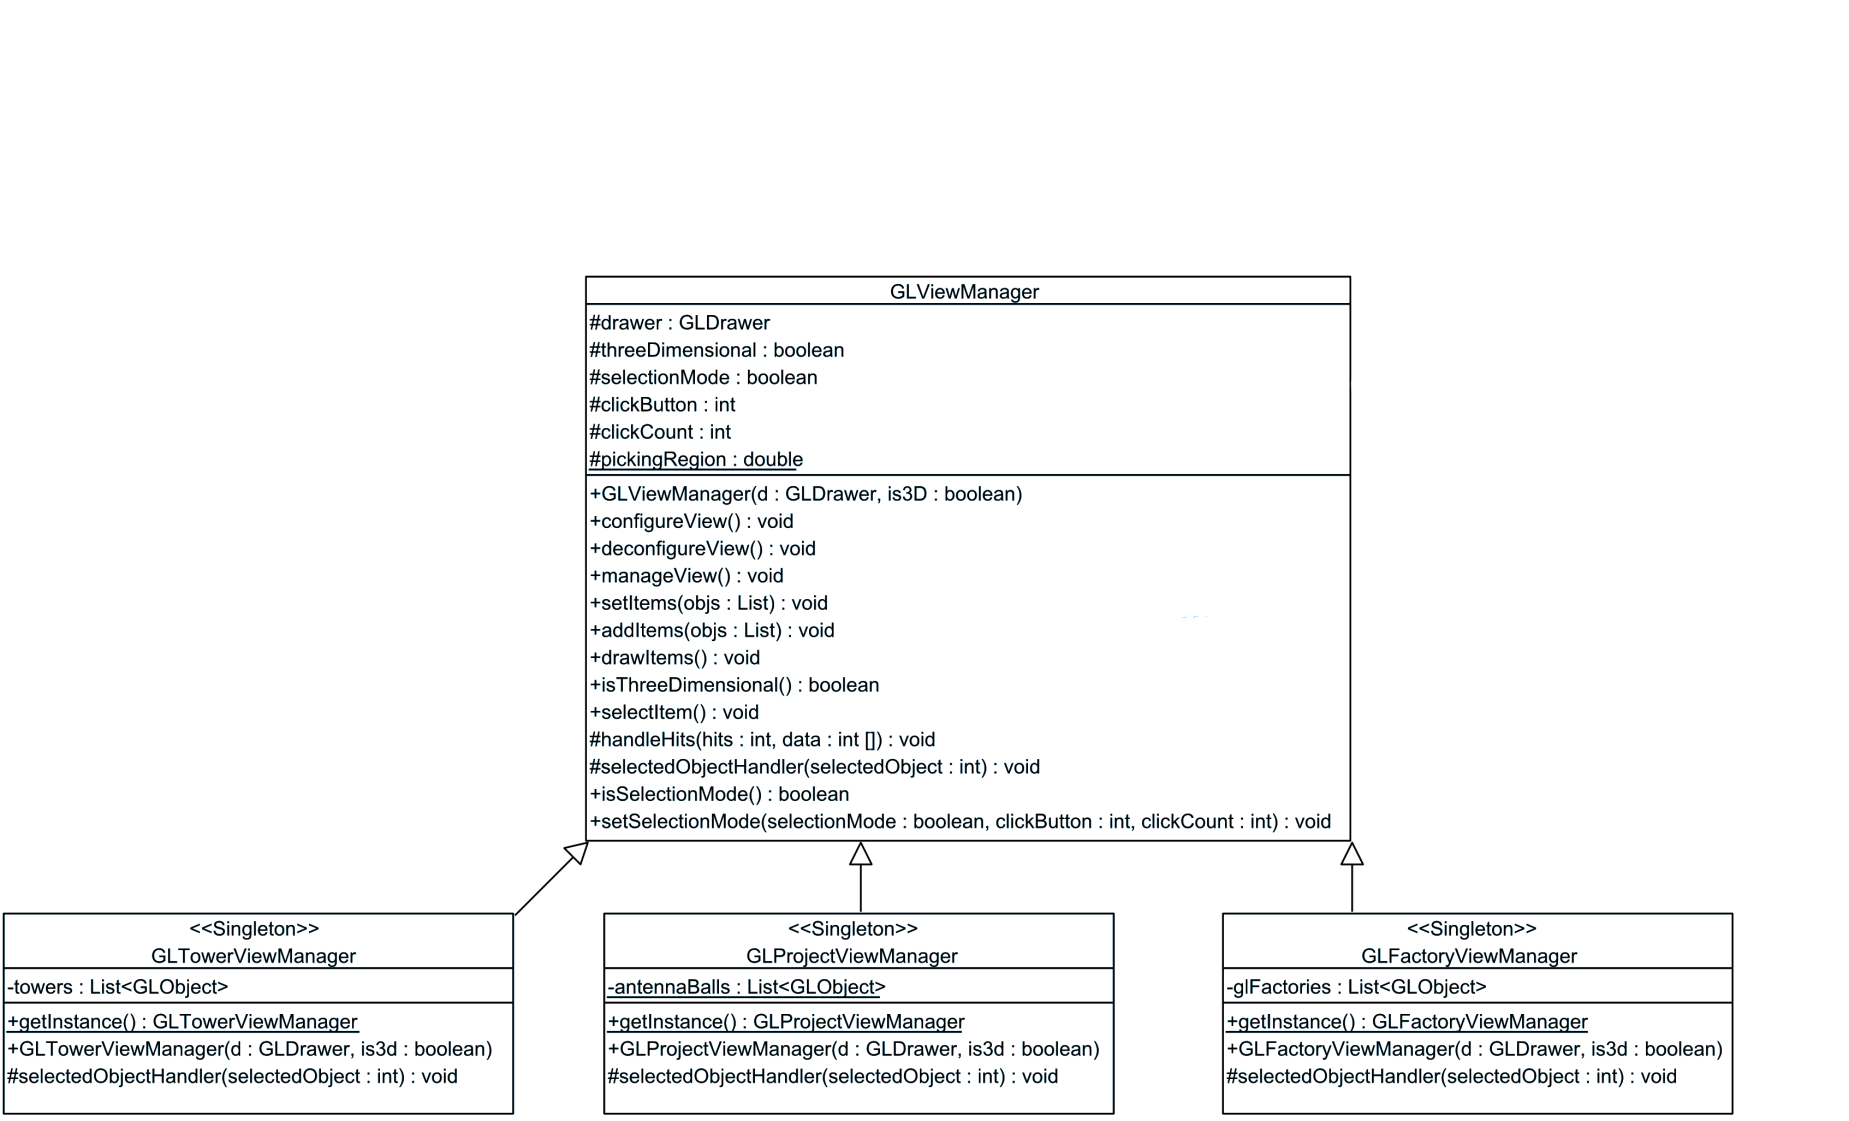 GLViewManager
#drawer : GLDrawer
#threeDimensional : boolean
#selectionMode : boolean
#clickButton : int
#clickCount : int
#pickingRegion : double
+GLViewManager(d : GLDrawer, is3D : boolean)
+configureView() : void
+deconfigureView() : void
+manageView() : void
+setItems(objs : List) : void
+addItems(objs : List) : void
+drawItems() : void
+isThreeDimensional() : boolean
+selectItem() : void
#handleHits(hits : int, data : int []) : void
#selectedObjectHandler(selectedObject : int) : void
+isSelectionMode() : boolean
+setSelectionMode(selectionMode : boolean, clickButton : int, clickCount : int) : void
<<Singleton>>
GLTowerViewManager
-towers : List<GLObject>
+getInstance() : GLTowerViewManager
+GLTowerViewManager(d : GLDrawer, is3d : boolean)
#selectedObjectHandler(selectedObject : int) : void
<<Singleton>>
GLProjectViewManager
-antennaBalls : List<GLObject>
+getInstance() : GLProjectViewManager
+GLProjectViewManager(d : GLDrawer, is3d : boolean)
#selectedObjectHandler(selectedObject : int) : void
<<Singleton>>
GLFactoryViewManager
-glFactories : List<GLObject>
+getInstance() : GLFactoryViewManager
+GLFactoryViewManager(d : GLDrawer, is3d : boolean)
#selectedObjectHandler(selectedObject : int) : void